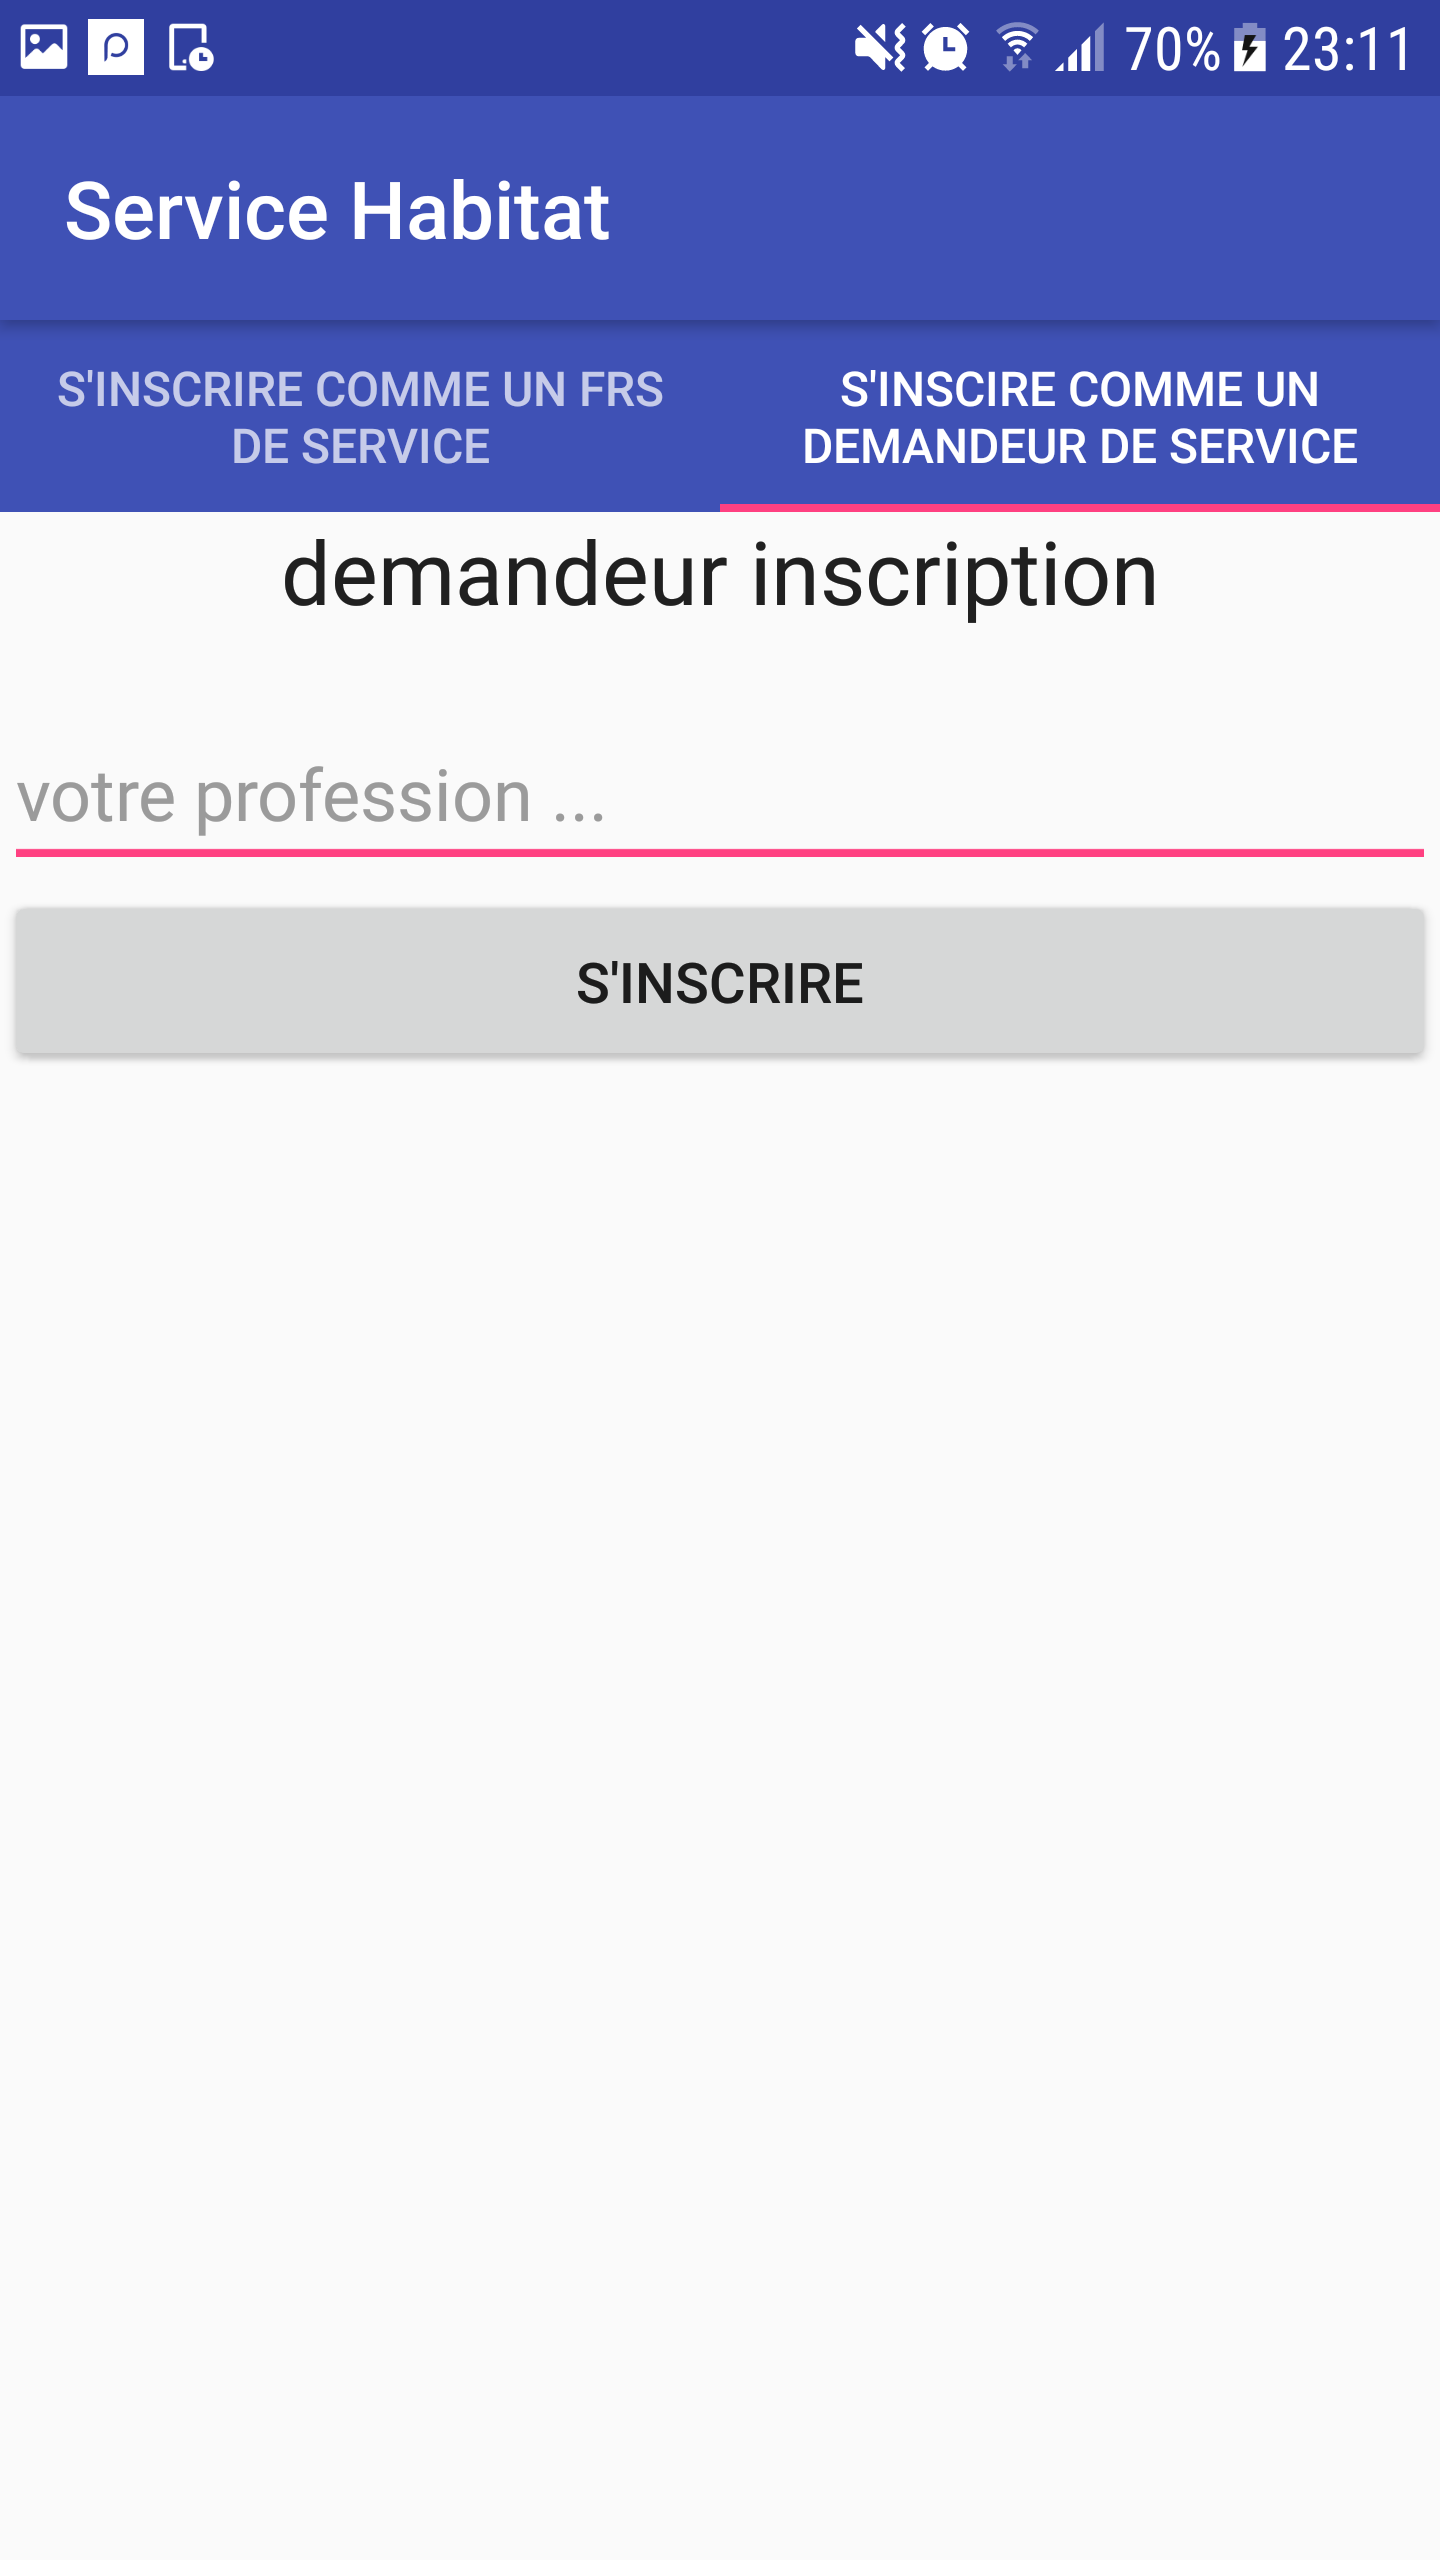 70% 23:11
Service Habitat
S'INSCRIRE COMME UN FRS
DE SERVICE
S'INSCIRE COMME UN
DEMANDEUR DE SERVICE
demandeur inscription
votre profession ...
S'INSCRIRE